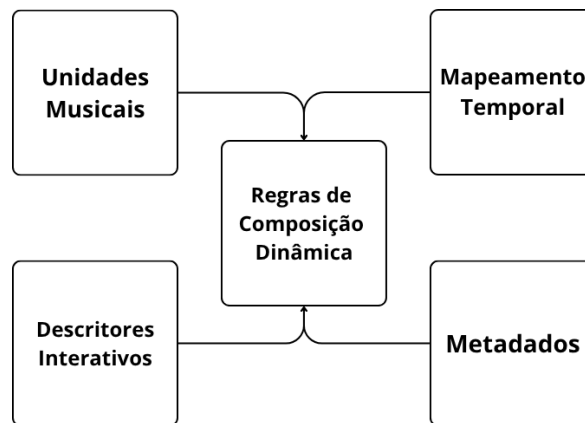 Unidades
Musicais
Mapeamento
Temporal
Regras de
Composição
Dinâmica
Descritores
Interativos
Metadados